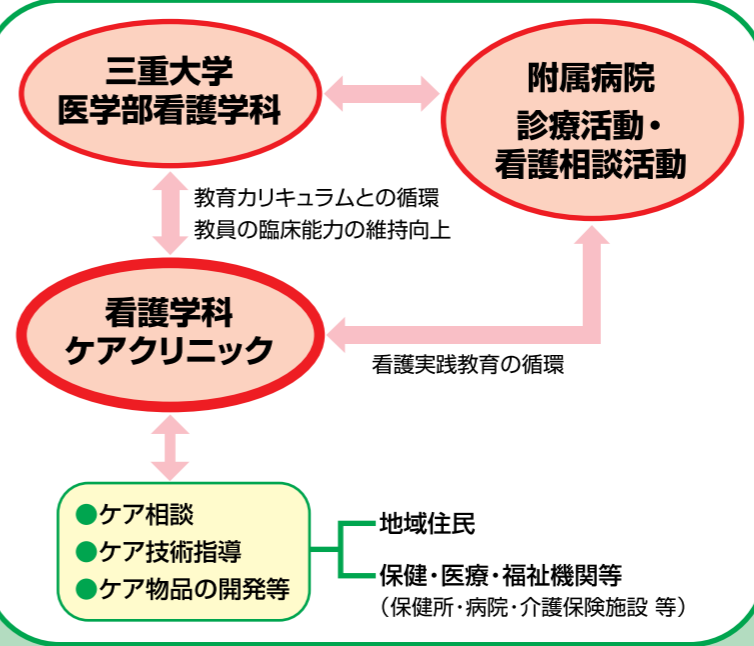 三重大学
医学部看護学科
附属病院
診療活動・
看護相談活動
教育カリキュラムとの循環
教員の臨床能力の維持向上
看護学科
ケアクリニック
看護実践教育の循環
●ケア相談
●ケア技術指導
●ケア物品の開発等
地域住民
保健・医療・福祉機関等
（保健所・病院・介護保険施設 等）